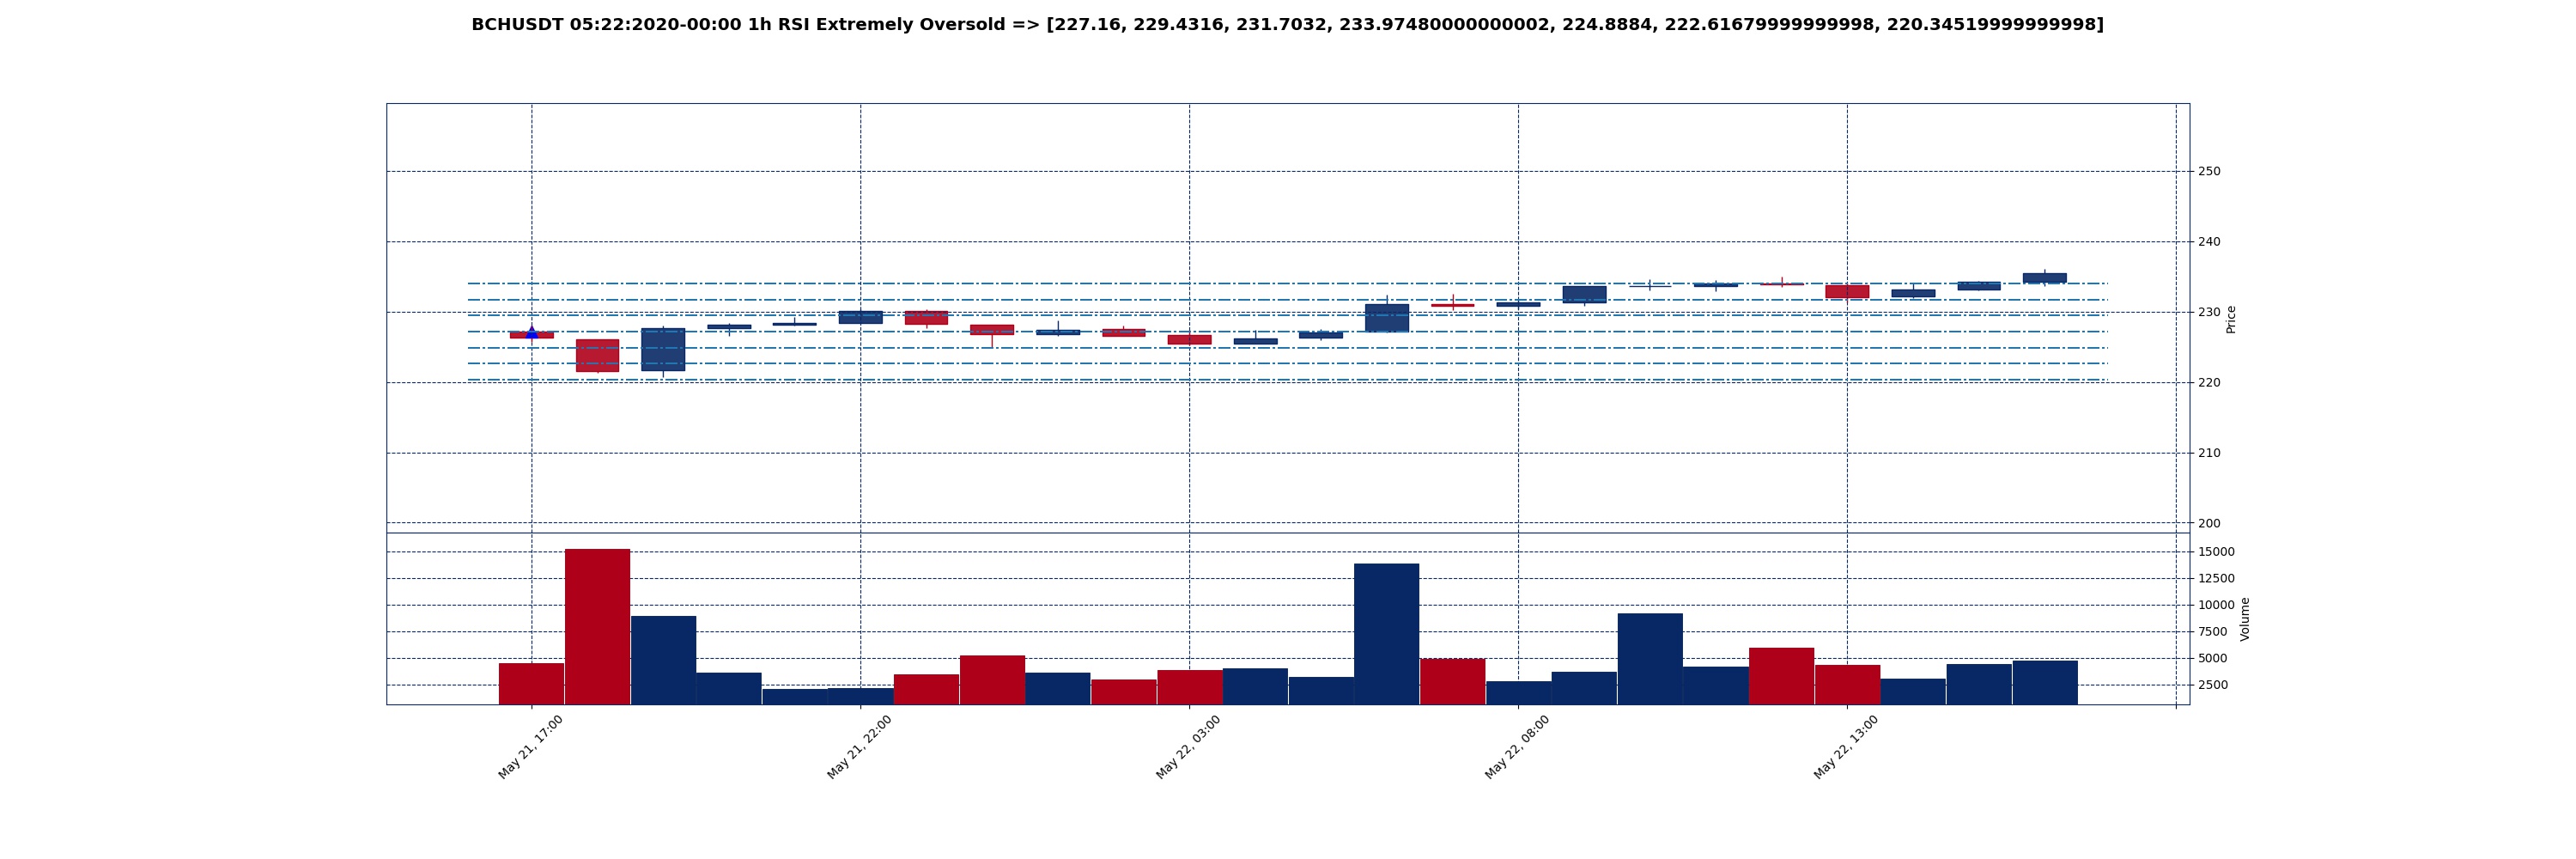 BCHUSDT 05:22:2020-00:00 1h RSI Extremely Oversold => [227.16, 229.4316, 231.7032, 233.97480000000002, 224.8884, 222.61679999999998, 220.34519999999998]
250
240
230
Price
220
210
200
15000
12500
10000
Volume
7500
5000
2500
May 21, 17:00
May 21, 22:00
May 22, 03:00
May 22, 08:00
May 22, 13:00